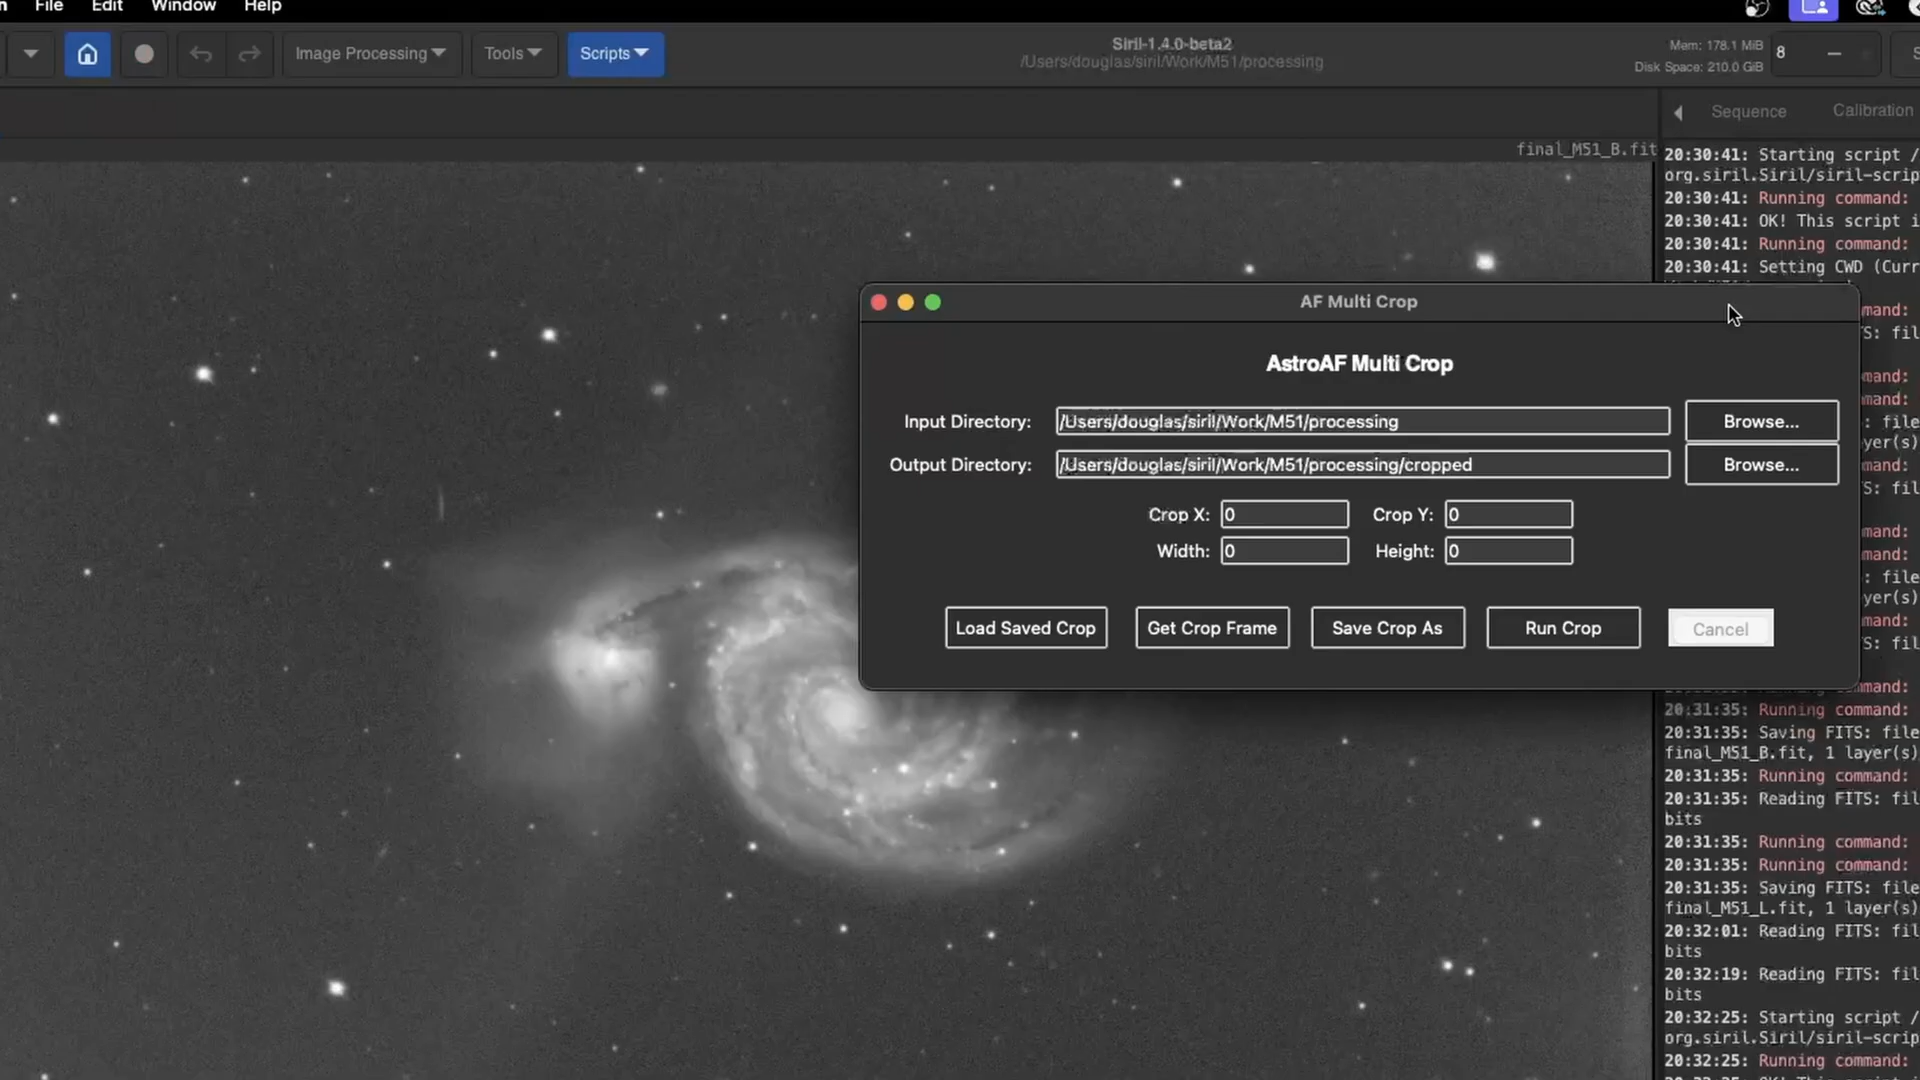 File Edit Window Help
Image Processing Tools Scripts
Siril-1.4.0-beta2
/Users/douglas/siril/Work/M51/processing
Mem: 178.1 MiB
Disk Space: 210.0 GiB
8
Sequence Calibration
final_M51_B.fit
20:30:41: Starting script /
org.siril.Siril/siril-scrip
20:30:41: Running command:
20:30:41: OK! This script i
20:30:41: Running command:
20:30:41: Setting CWD (Curr
AF Multi Crop
AstroAF Multi Crop
Input Directory: /Users/douglas/siril/Work/M51/processing Browse...
Output Directory: /Users/douglas/siril/Work/M51/processing/cropped Browse...
Crop X: 0 Crop Y: 0
Width: 0 Height: 0
Load Saved Crop Get Crop Frame Save Crop As Run Crop Cancel
20:31:35: Running command:
20:31:35: Saving FITS: file
final_M51_B.fit, 1 layer(s)
20:31:35: Running command:
20:31:35: Reading FITS: fil
bits
20:31:35: Running command:
20:31:35: Running command:
20:31:35: Saving FITS: file
final_M51_L.fit, 1 layer(s)
20:32:01: Reading FITS: fil
bits
20:32:19: Reading FITS: fil
bits
20:32:25: Starting script /
org.siril.Siril/siril-scrip
20:32:25: Running command: